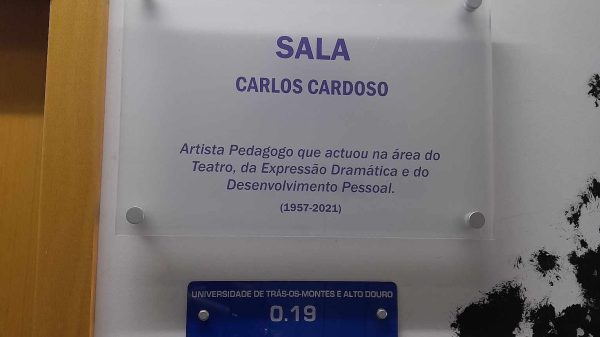 SALA
CARLOS CARDOSO
Artista Pedagogo que actuou na área do
Teatro, da Expressão Dramática e do
Desenvolvimento Pessoal.
(1957-2021)
UNIVERSIDADE DE TRÁS-OS-MONTES E ALTO DOURO
0.19